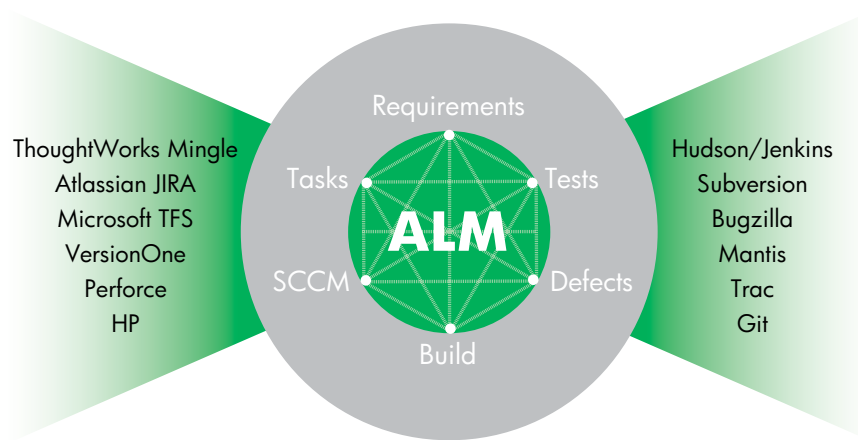 ThoughtWorks Mingle
Atlassian JIRA
Microsoft TFS
VersionOne
Perforce
HP
Requirements
Tasks
Tests
ALM
SCCM
Defects
Build
Hudson/Jenkins
Subversion
Bugzilla
Mantis
Trac
Git